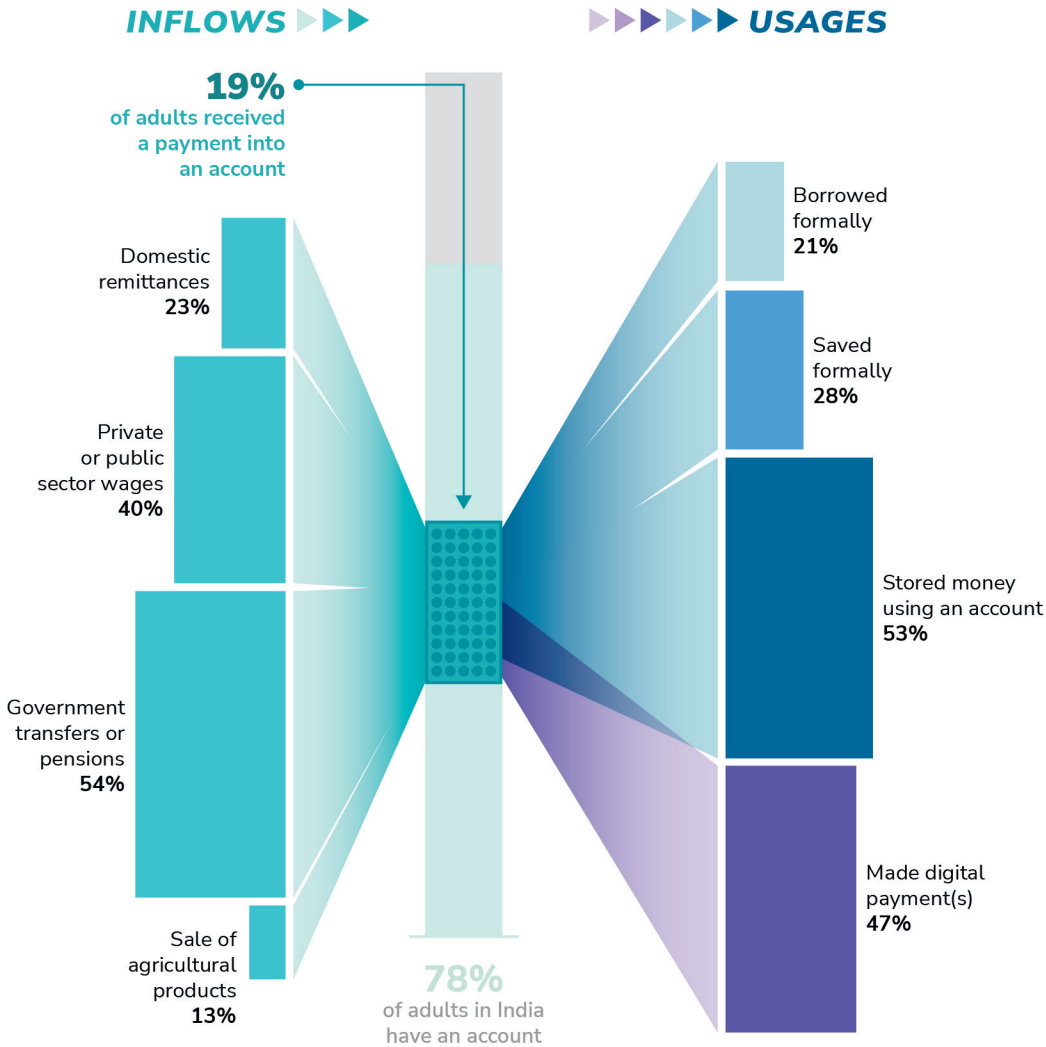 INFLOWS
USAGES
19%
of adults received
a payment into
an account
Domestic
remittances
23%
Private
or public
sector wages
40%
Government
transfers or
pensions
54%
Sale of
agricultural
products
13%
78%
of adults in India
have an account
Borrowed
formally
21%
Saved
formally
28%
Stored money
using an account
53%
Made digital
payment(s)
47%